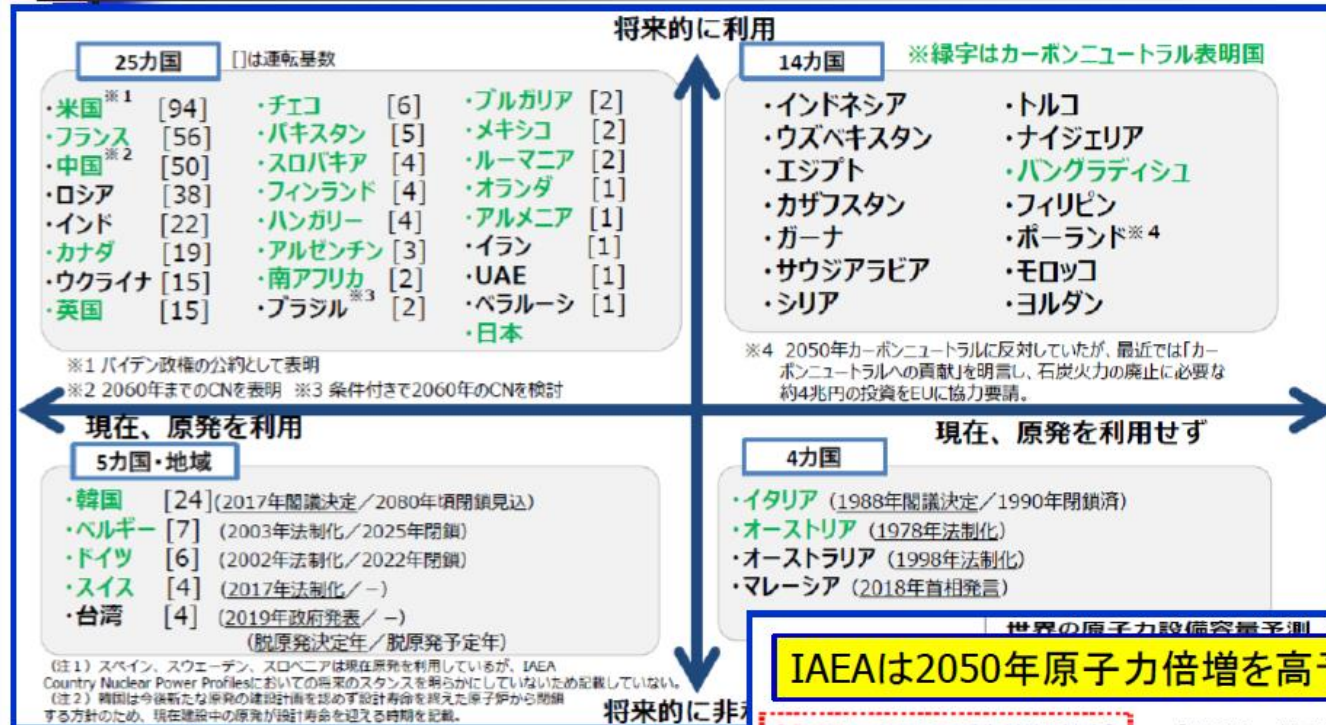 将来的に利用
25カ国 []は運転基数
・米国※1 [94] ・チェコ [6] ・ブルガリア [2]
・フランス [56] ・パキスタン [5] ・メキシコ [2]
・中国※2 [50] ・スロバキア [4] ・ルーマニア [2]
・ロシア [38] ・フィンランド [4] ・オランダ [1]
・インド [22] ・ハンガリー [4] ・アルメニア [1]
・カナダ [19] ・アルゼンチン [3] ・イラン [1]
・ウクライナ [15] ・南アフリカ [2] ・UAE [1]
・英国 [15] ・ブラジル※3 [2] ・ベラルーシ [1]
・日本
※1 バイデン政権の公約として表明
※2 2060年までのCNを表明 ※3 条件付きで2060年のCNを検討
14カ国 ※緑字はカーボンニュートラル表明国
・インドネシア ・トルコ
・ウズベキスタン ・ナイジェリア
・エジプト ・バングラディシュ
・カザフスタン ・フィリピン
・ガーナ ・ポーランド※4
・サウジアラビア ・モロッコ
・シリア ・ヨルダン
※4 2050年カーボンニュートラルに反対していたが、最近では「カー
ボンニュートラルへの貢献」を明言し、石炭火力の廃止に必要な
約4兆円の投資をEUに協力要請。
現在、原発を利用
現在、原発を利用せず
5カ国・地域
・韓国 [24](2017年閣議決定／2080年頃閉鎖見込)
・ベルギー [7] (2003年法制化／2025年閉鎖)
・ドイツ [6] (2002年法制化／2022年閉鎖)
・スイス [4] (2017年法制化／－)
・台湾 [4] (2019年政府発表／－)
(脱原発決定年／脱原発予定年)
(注1) スペイン、スウェーデン、スロベニアは現在原発を利用しているが、IAEA
Country Nuclear Power Profilesにおいての将来のスタンスを明らかにしていないため記載していない。
(注2) 韓国は今後新たな原発の建設計画を認めず設計寿命を終えた原子炉から閉鎖
する方針のため、現在建設中の原発が設計寿命を迎える時期を記載。
4カ国
・イタリア (1988年閣議決定／1990年閉鎖済)
・オーストリア (1978年法制化)
・オーストラリア (1998年法制化)
・マレーシア (2018年首相発言)
世界の原子力設備容量予測
IAEAは2050年原子力倍増を高
将来的に非